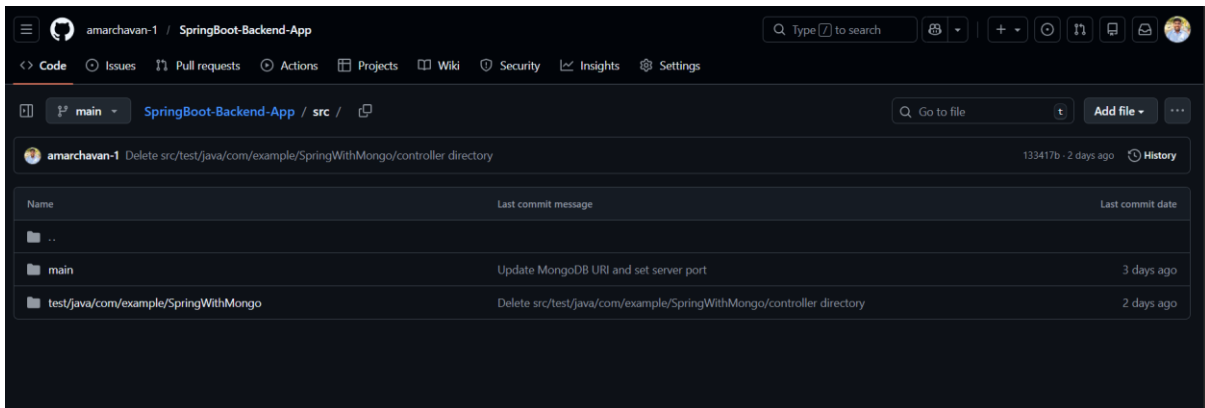 amarchavan-1 / SpringBoot-Backend-App
Type / to search
Code Issues Pull requests Actions Projects Wiki Security Insights Settings
main SpringBoot-Backend-App / src /
Go to file t Add file
amarchavan-1 Delete src/test/java/com/example/SpringWithMongo/controller directory 133417b · 2 days ago History
Name Last commit message Last commit date
..
main Update MongoDB URI and set server port 3 days ago
test/java/com/example/SpringWithMongo Delete src/test/java/com/example/SpringWithMongo/controller directory 2 days ago